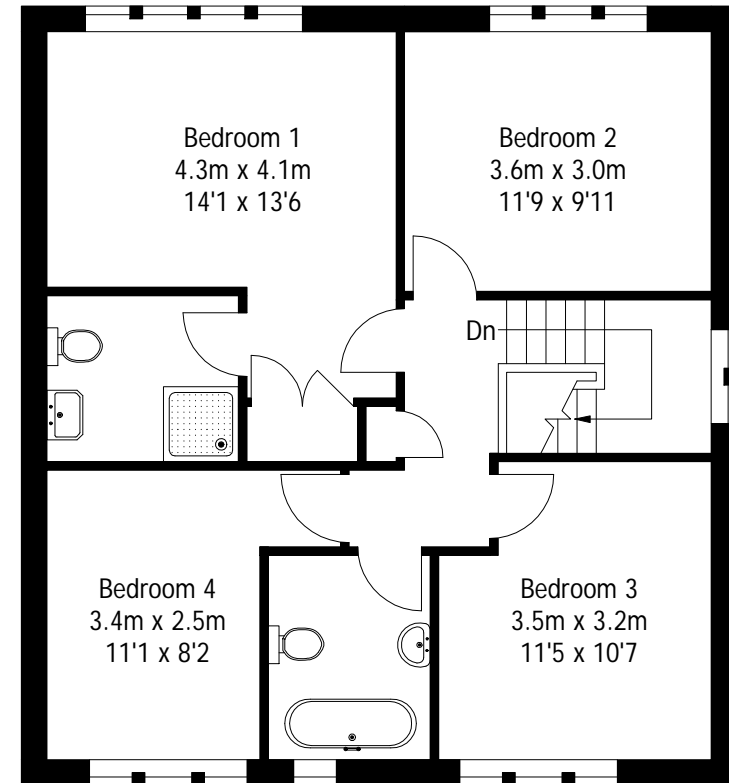 Bedroom 1
4.3m x 4.1m
14'1 x 13'6
Bedroom 2
3.6m x 3.0m
11'9 x 9'11
Dn
Bedroom 4
3.4m x 2.5m
11'1 x 8'2
Bedroom 3
3.5m x 3.2m
11'5 x 10'7